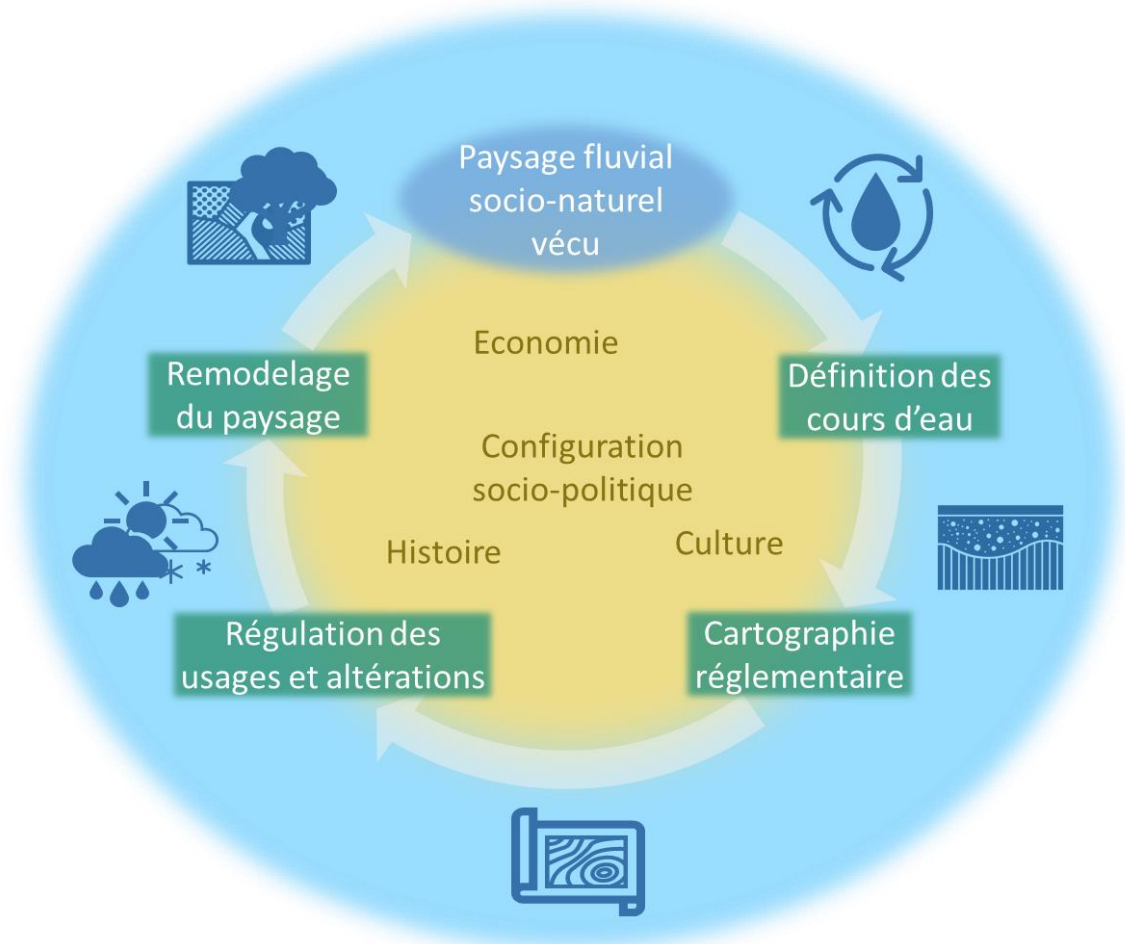 Paysage fluvial
socio-naturel
vécu
Economie
Remodelage
du paysage
Définition des
cours d'eau
Configuration
socio-politique
Histoire
Culture
Régulation des
usages et altérations
Cartographie
réglementaire